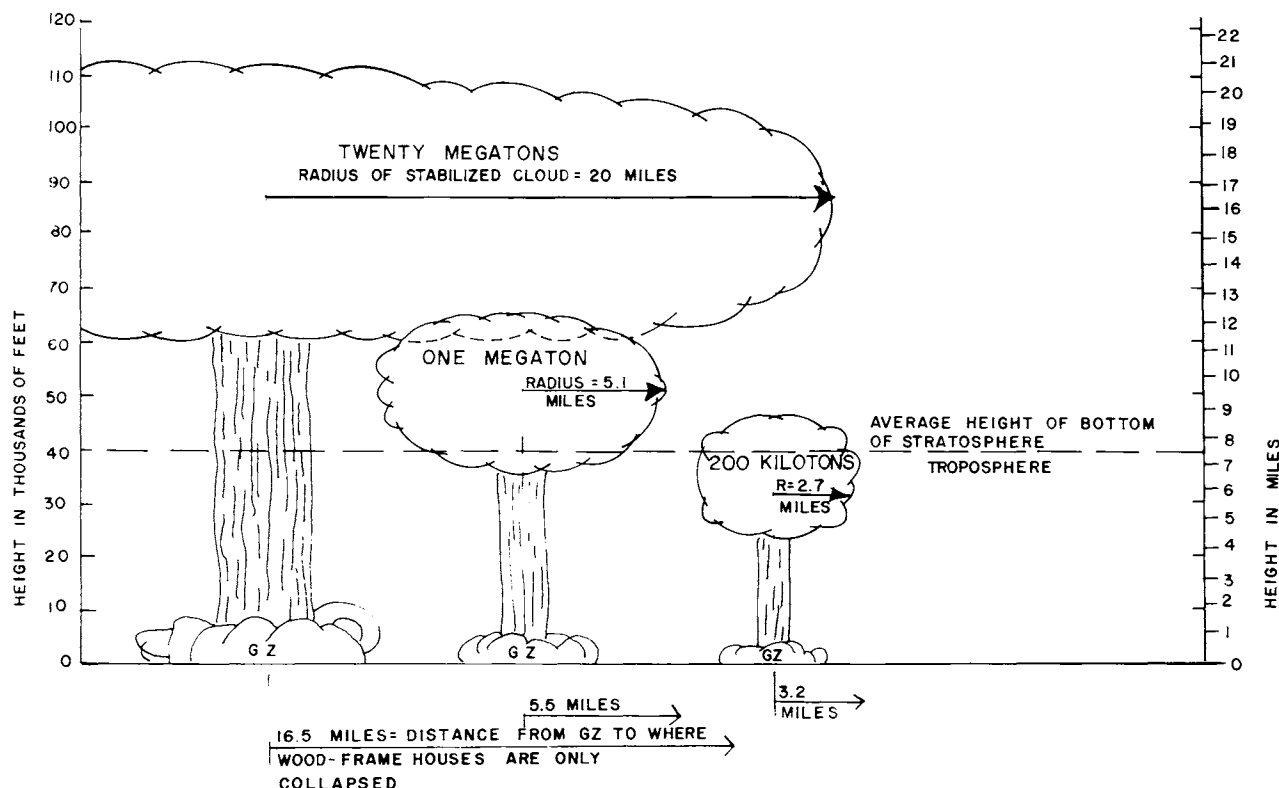 120
110
100
90
80
70
60
50
40
30
20
10
0
HEIGHT IN THOUSANDS OF FEET
TWENTY MEGATONS
RADIUS OF STABILIZED CLOUD = 20 MILES
ONE MEGATON
RADIUS = 5.1
MILES
200 KILOTONS
R=2.7
MILES
AVERAGE HEIGHT OF BOTTOM
OF STRATOSPHERE
TROPOSPHERE
22
21
20
19
18
17
16
15
14
13
12
11
10
9
8
7
6
5
4
3
2
1
0
HEIGHT IN MILES
GZ
GZ
GZ
3.2
MILES
5.5 MILES
16.5 MILES = DISTANCE FROM GZ TO WHERE
WOOD-FRAME HOUSES ARE ONLY
COLLAPSED